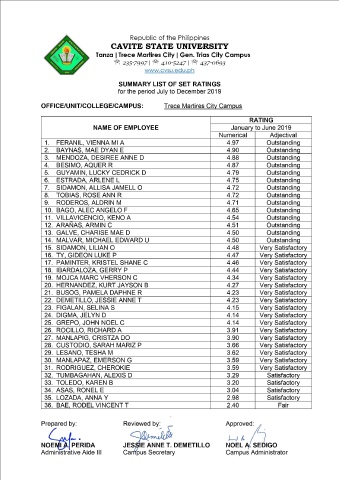 Republic of the Philippines
CAVITE STATE UNIVERSITY
Tanza | Trece Martires City | Gen. Trias City Campus
235-7997 | 419-5247 | 437-0693
www.cvsu.edu.ph
SUMMARY LIST OF SET RATINGS
for the period July to December 2019
OFFICE/UNIT/COLLEGE/CAMPUS: Trece Martires City Campus
RATING
NAME OF EMPLOYEE January to June 2019
Numerical Adjectival
1. FERANIL, VIENNA MI A 4.97 Outstanding
2. BAYNAS, MAE DYAN E 4.90 Outstanding
3. MENDOZA, DESIREE ANNE D 4.88 Outstanding
4. BESIMO, AQUER R 4.87 Outstanding
5. GUYAMIN, LUCKY CEDRICK D 4.79 Outstanding
6. ESTRADA, ARLENE L 4.75 Outstanding
7. SIDAMON, ALLISA JAMELL O 4.72 Outstanding
8. TOBIAS, ROSE ANN R 4.72 Outstanding
9. RODEROS, ALDRIN M 4.71 Outstanding
10. BAGO, ALEC ANGELO F 4.65 Outstanding
11. VILLAVICENCIO, KENO A 4.54 Outstanding
12. ARAÑAS, ARMIN C 4.51 Outstanding
13. GALVE, CHARISE MAE D 4.50 Outstanding
14. MALVAR, MICHAEL EDWARD U 4.50 Outstanding
15. SIDAMON, LILIAN O 4.48 Very Satisfactory
16. TY, GIDEON LUKE P 4.47 Very Satisfactory
17. PAMINTER, KRISTEL SHANE C 4.46 Very Satisfactory
18. IBARDALOZA, GERRY P 4.44 Very Satisfactory
19. MOJCA MARC VHERSON C 4.30 Very Satisfactory
20. HERNANDEZ, KURT JAYSON B 4.27 Very Satisfactory
21. BUSOG, PAMELA DAPHNE R 4.23 Very Satisfactory
22. DEMETILLO, JESSIE ANNE T 4.23 Very Satisfactory
23. FIGALAN, SELINA S 4.15 Very Satisfactory
24. DIGMA, JELYN D 4.14 Very Satisfactory
25. GREPO, JOHN NOEL C 4.14 Very Satisfactory
26. ROCILLO, RICHARD A 3.91 Very Satisfactory
27. MANLAPIG, CRISTZA DO 3.90 Very Satisfactory
28. CUSTODIO, SARAH MARIZ P 3.66 Very Satisfactory
29. LESANO, TESHA M 3.62 Very Satisfactory
30. MANLAPAZ, EMERSON G 3.59 Very Satisfactory
31. RODRIGUEZ, CHEROKIE 3.59 Very Satisfactory
32. TUMBAGAHAN, ALEXIS D 3.29 Satisfactory
33. TOLEDO, KAREN B 3.20 Satisfactory
34. ASAS, RONEL E 3.04 Satisfactory
35. LOZADA, ANNA Y 2.98 Satisfactory
36. BAE, RODEL VINCENT T 2.40 Fair
Prepared by: Reviewed by: Approved:
NOEMI A. PERIDA JESSIE ANNE T. DEMETILLO NOEL A. SEDIGO
Administrative Aide III Campus Secretary Campus Administrator